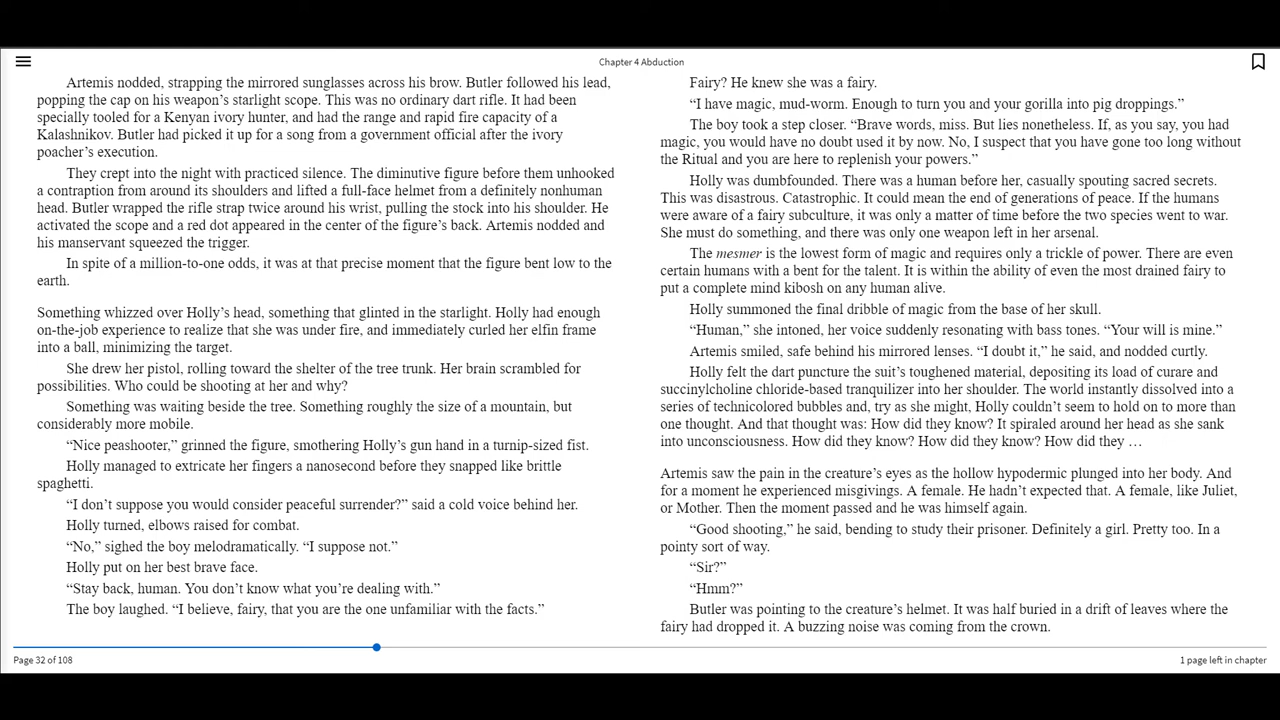 Chapter 4 Abduction
Artemis nodded, strapping the mirrored sunglasses across his brow. Butler followed his lead,
popping the cap on his weapon’s starlight scope. This was no ordinary dart rifle. It had been
specially tooled for a Kenyan ivory hunter, and had the range and rapid fire capacity of a
Kalashnikov. Butler had picked it up for a song from a government official after the ivory
poacher’s execution.
They crept into the night with practiced silence. The diminutive figure before them unhooked
a contraption from around its shoulders and lifted a full-face helmet from a definitely nonhuman
head. Butler wrapped the rifle strap twice around his wrist, pulling the stock into his shoulder. He
activated the scope and a red dot appeared in the center of the figure’s back. Artemis nodded and
his manservant squeezed the trigger.
In spite of a million-to-one odds, it was at that precise moment that the figure bent low to the
earth.
Something whizzed over Holly’s head, something that glinted in the starlight. Holly had enough
on-the-job experience to realize that she was under fire, and immediately curled her elfin frame
into a ball, minimizing the target.
She drew her pistol, rolling toward the shelter of the tree trunk. Her brain scrambled for
possibilities. Who could be shooting at her and why?
Something was waiting beside the tree. Something roughly the size of a mountain, but
considerably more mobile.
“Nice peashooter,” grinned the figure, smothering Holly’s gun hand in a turnip-sized fist.
Holly managed to extricate her fingers a nanosecond before they snapped like brittle
spaghetti.
“I don’t suppose you would consider peaceful surrender?” said a cold voice behind her.
Holly turned, elbows raised for combat.
“No,” sighed the boy melodramatically. “I suppose not.”
Holly put on her best brave face.
“Stay back, human. You don’t know what you’re dealing with.”
The boy laughed. “I believe, fairy, that you are the one unfamiliar with the facts.”
Fairy? He knew she was a fairy.
“I have magic, mud-worm. Enough to turn you and your gorilla into pig droppings.”
The boy took a step closer. “Brave words, miss. But lies nonetheless. If, as you say, you had
magic, you would have no doubt used it by now. No, I suspect that you have gone too long without
the Ritual and you are here to replenish your powers.”
Holly was dumbfounded. There was a human before her, casually spouting sacred secrets.
This was disastrous. Catastrophic. It could mean the end of generations of peace. If the humans
were aware of a fairy subculture, it was only a matter of time before the two species went to war.
She must do something, and there was only one weapon left in her arsenal.
The mesmer is the lowest form of magic and requires only a trickle of power. There are even
certain humans with a bent for the talent. It is within the ability of even the most drained fairy to
put a complete mind kibosh on any human alive.
Holly summoned the final dribble of magic from the base of her skull.
“Human,” she intoned, her voice suddenly resonating with bass tones. “Your will is mine.”
Artemis smiled, safe behind his mirrored lenses. “I doubt it,” he said, and nodded curtly.
Holly felt the dart puncture the suit’s toughened material, depositing its load of curare and
succinylcholine chloride-based tranquilizer into her shoulder. The world instantly dissolved into a
series of technicolored bubbles and, try as she might, Holly couldn’t seem to hold on to more than
one thought. And that thought was: How did they know? It spiraled around her head as she sank
into unconsciousness. How did they know? How did they know? How did they …
Artemis saw the pain in the creature’s eyes as the hollow hypodermic plunged into her body. And
for a moment he experienced misgivings. A female. He hadn’t expected that. A female, like Juliet,
or Mother. Then the moment passed and he was himself again.
“Good shooting,” he said, bending to study their prisoner. Definitely a girl. Pretty too. In a
pointy sort of way.
“Sir?”
“Hmm?”
Butler was pointing to the creature’s helmet. It was half buried in a drift of leaves where the
fairy had dropped it. A buzzing noise was coming from the crown.
Page 32 of 108
1 page left in chapter